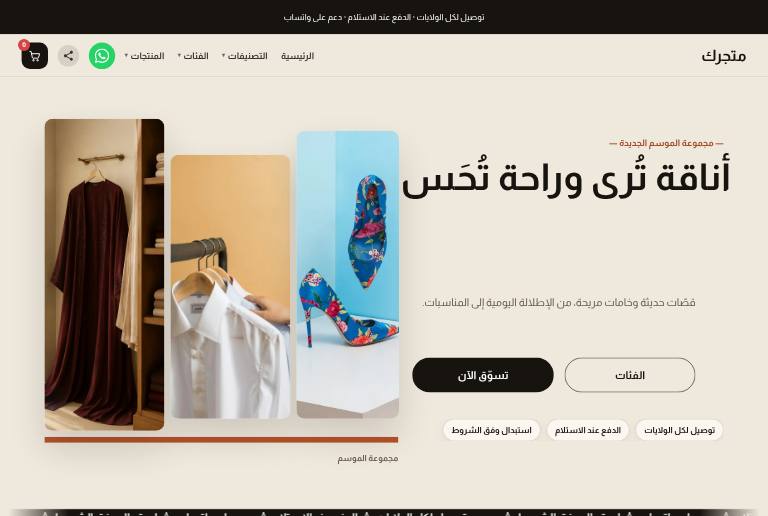 توصيل لكل الولايات • الدفع عند الاستلام • دعم على واتساب
متجرك
الرئيسية
التصنيفات
الفئات
المنتجات
0
— مجموعة الموسم الجديدة —
أناقة تُرى وراحة تُحَس
قصّات حديثة وخامات مريحة، من الإطلالة اليومية إلى المناسبات.
الفئات
تسوّق الآن
توصيل لكل الولايات
الدفع عند الاستلام
استبدال وفق الشروط
مجموعة الموسم